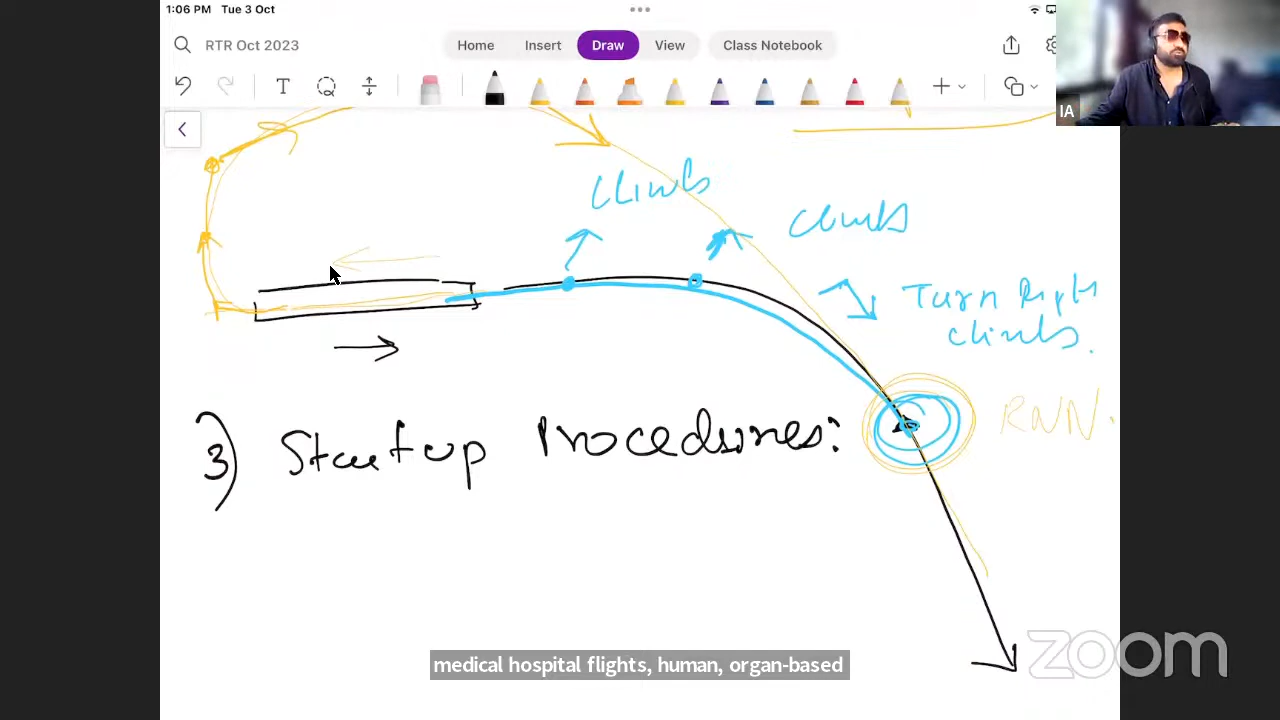 1:06 PM Tue 3 Oct
RTR Oct 2023
Home Insert Draw View Class Notebook
IA
Climb
Climb
Turn Right
climb.
RNN.
3) Startup Procedures:
medical hospital flights, human, organ-based
zoom